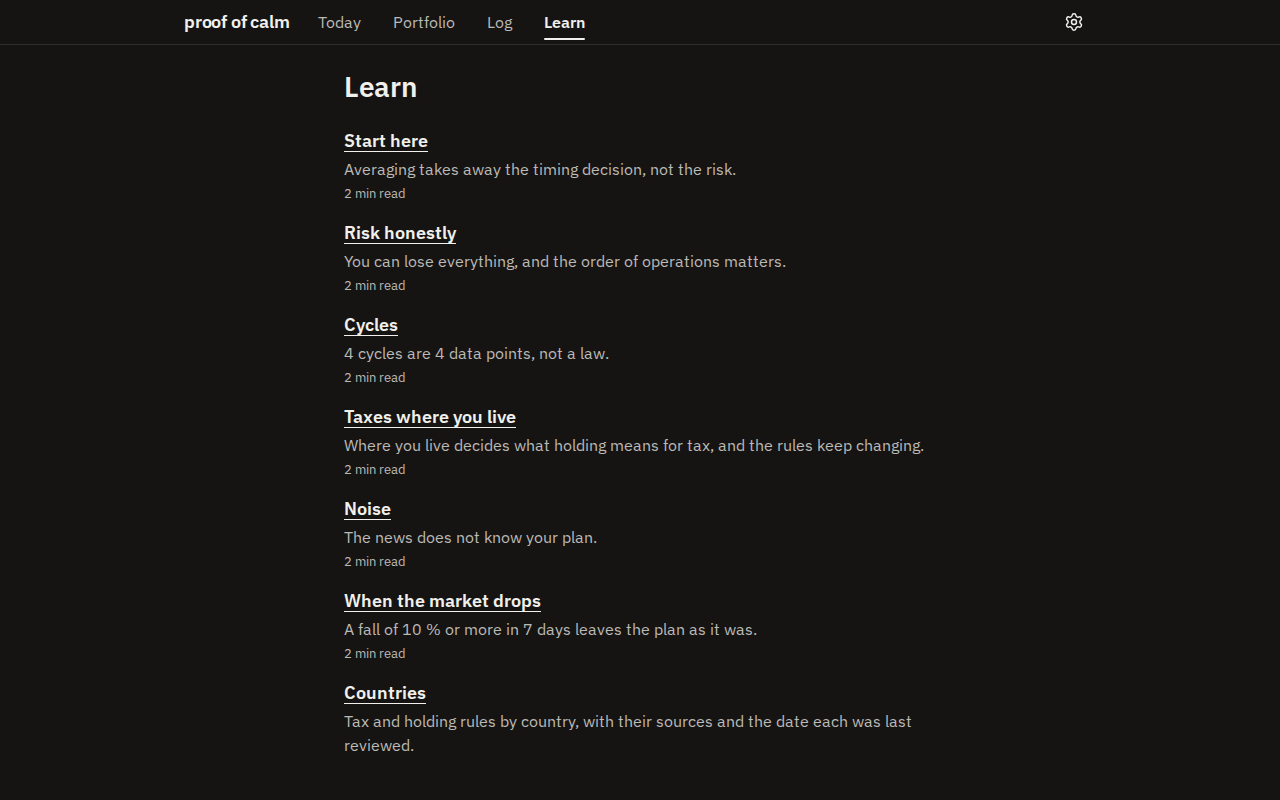 proof of calm Today Portfolio Log Learn
Learn
Start here
Averaging takes away the timing decision, not the risk.
2 min read
Risk honestly
You can lose everything, and the order of operations matters.
2 min read
Cycles
4 cycles are 4 data points, not a law.
2 min read
Taxes where you live
Where you live decides what holding means for tax, and the rules keep changing.
2 min read
Noise
The news does not know your plan.
2 min read
When the market drops
A fall of 10 % or more in 7 days leaves the plan as it was.
2 min read
Countries
Tax and holding rules by country, with their sources and the date each was last
reviewed.